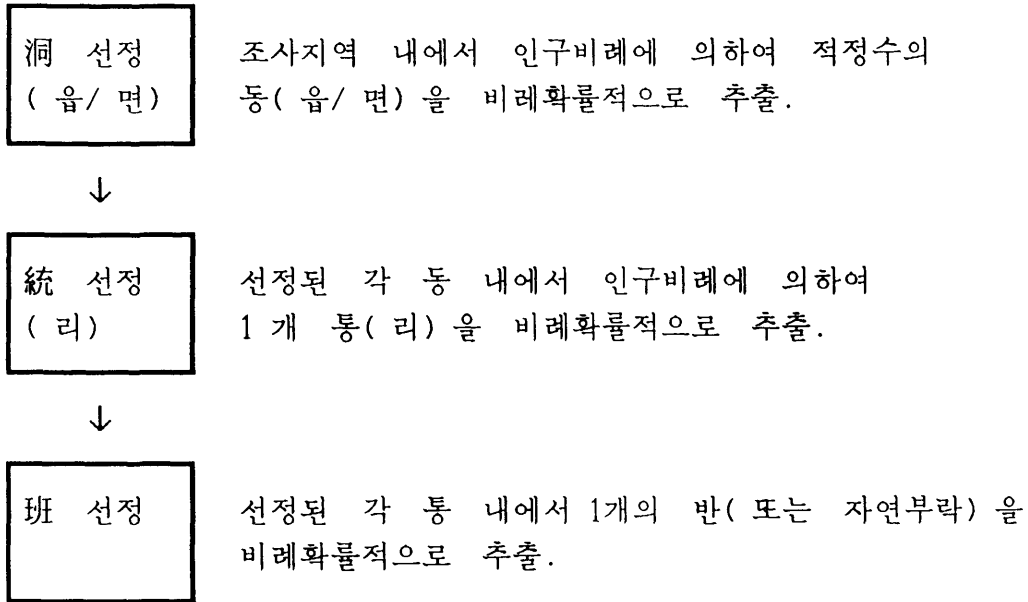 洞 선정
( 읍/ 면)
조사지역 내에서 인구비례에 의하여 적정수의
동( 읍/ 면) 을 비례확률적으로 추출.
↓
統 선정
( 리)
선정된 각 동 내에서 인구비례에 의하여
1 개 통( 리) 을 비례확률적으로 추출.
↓
班 선정
선정된 각 통 내에서 1개의 반( 또는 자연부락) 을
비례확률적으로 추출.